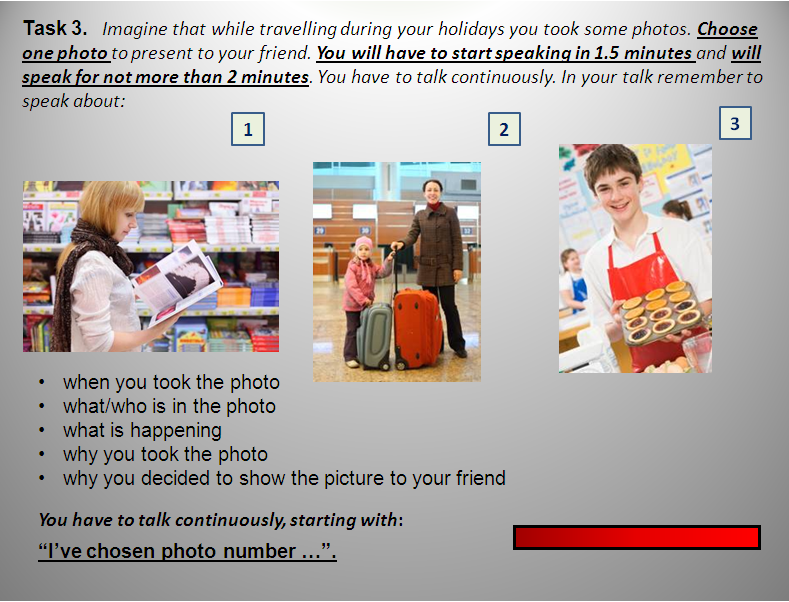 Task 3. Imagine that while travelling during your holidays you took some photos. Choose
one photo to present to your friend. You will have to start speaking in 1.5 minutes and will
speak for not more than 2 minutes. You have to talk continuously. In your talk remember to
speak about:
1
2
3
• when you took the photo
• what/who is in the photo
• what is happening
• why you took the photo
• why you decided to show the picture to your friend
You have to talk continuously, starting with:
“I’ve chosen photo number …”.